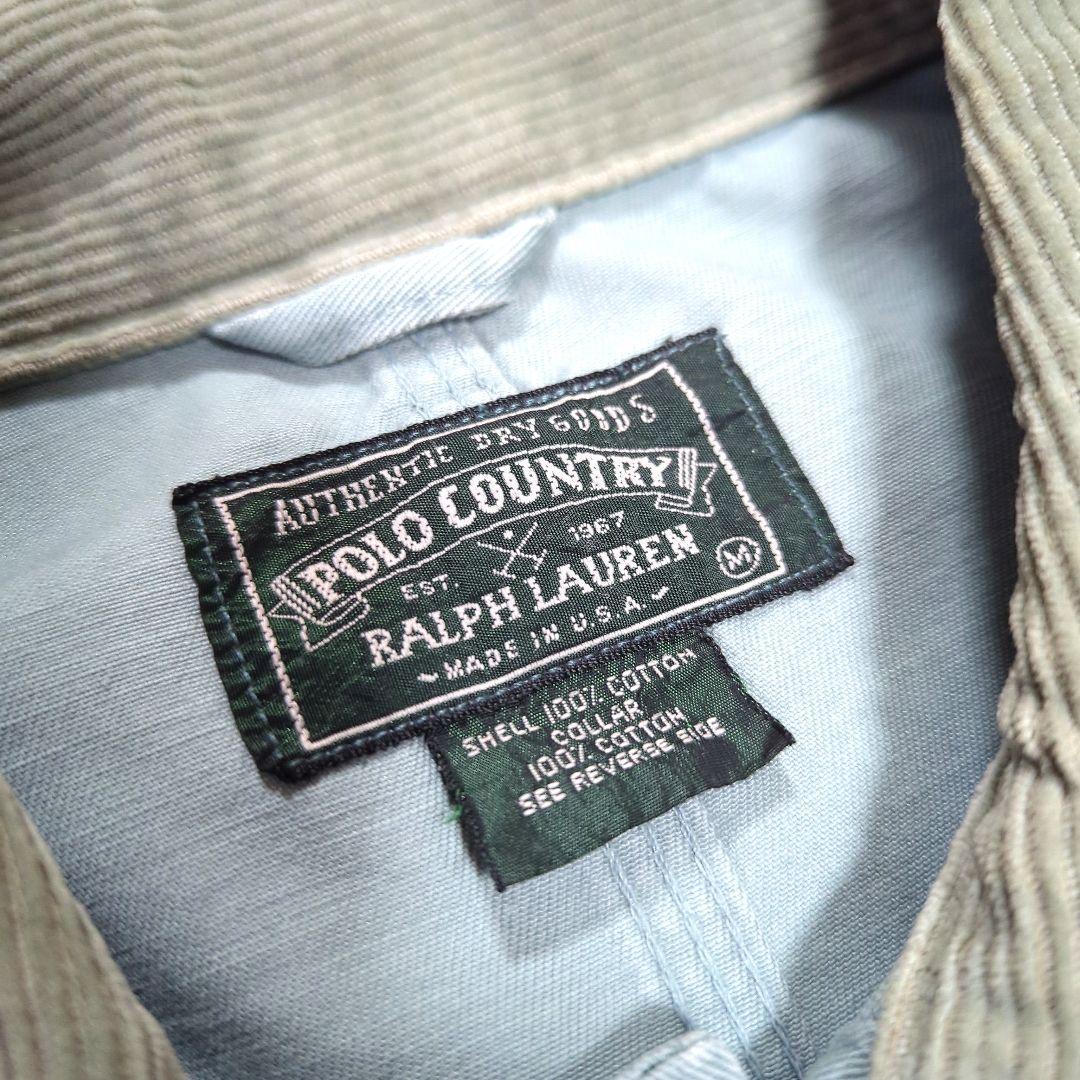 AUTHENTIC DRY GOODS
POLO COUNTRY
EST. 1967
RALPH LAUREN
M
~ MADE IN U.S.A. ~
SHELL 100% COTTON
COLLAR
100% COTTON
SEE REVERSE SIDE